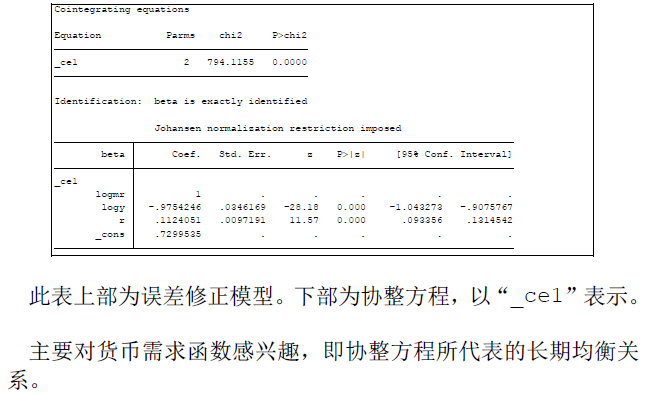 Cointegrating equations
Equation Parms chi2 P>chi2
_ce1 2 794.1155 0.0000
Identification: beta is exactly identified
Johansen normalization restriction imposed
beta Coef. Std. Err. z P>|z| [95% Conf. Interval]
_ce1
logmr 1 . . . . .
logy -.9754246 .0346169 -28.18 0.000 -1.043273 -.9075767
r .1124051 .0097191 11.57 0.000 .093356 .1314542
_cons .7299535 . . . . .
此表上部为误差修正模型。下部为协整方程,以“_ce1”表示。
主要对货币需求函数感兴趣,即协整方程所代表的长期均衡关
系。